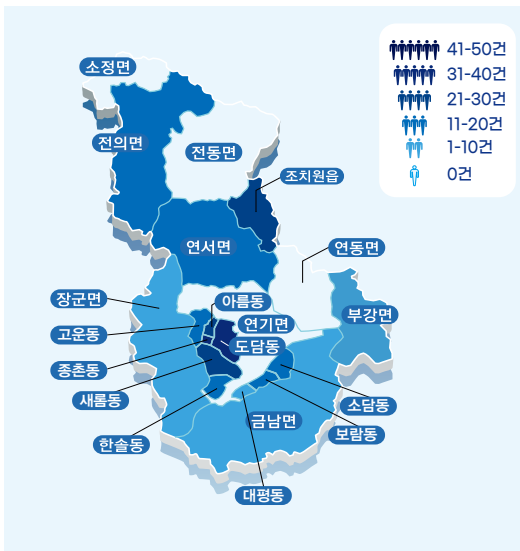 41-50건
31-40건
21-30건
11-20건
1-10건
0건
소정면
전의면
전동면
조치원읍
연서면
연동면
장군면
아름동
부강면
고운동
연기면
도담동
종촌동
새롬동
소담동
금남면
보람동
한솔동
대평동